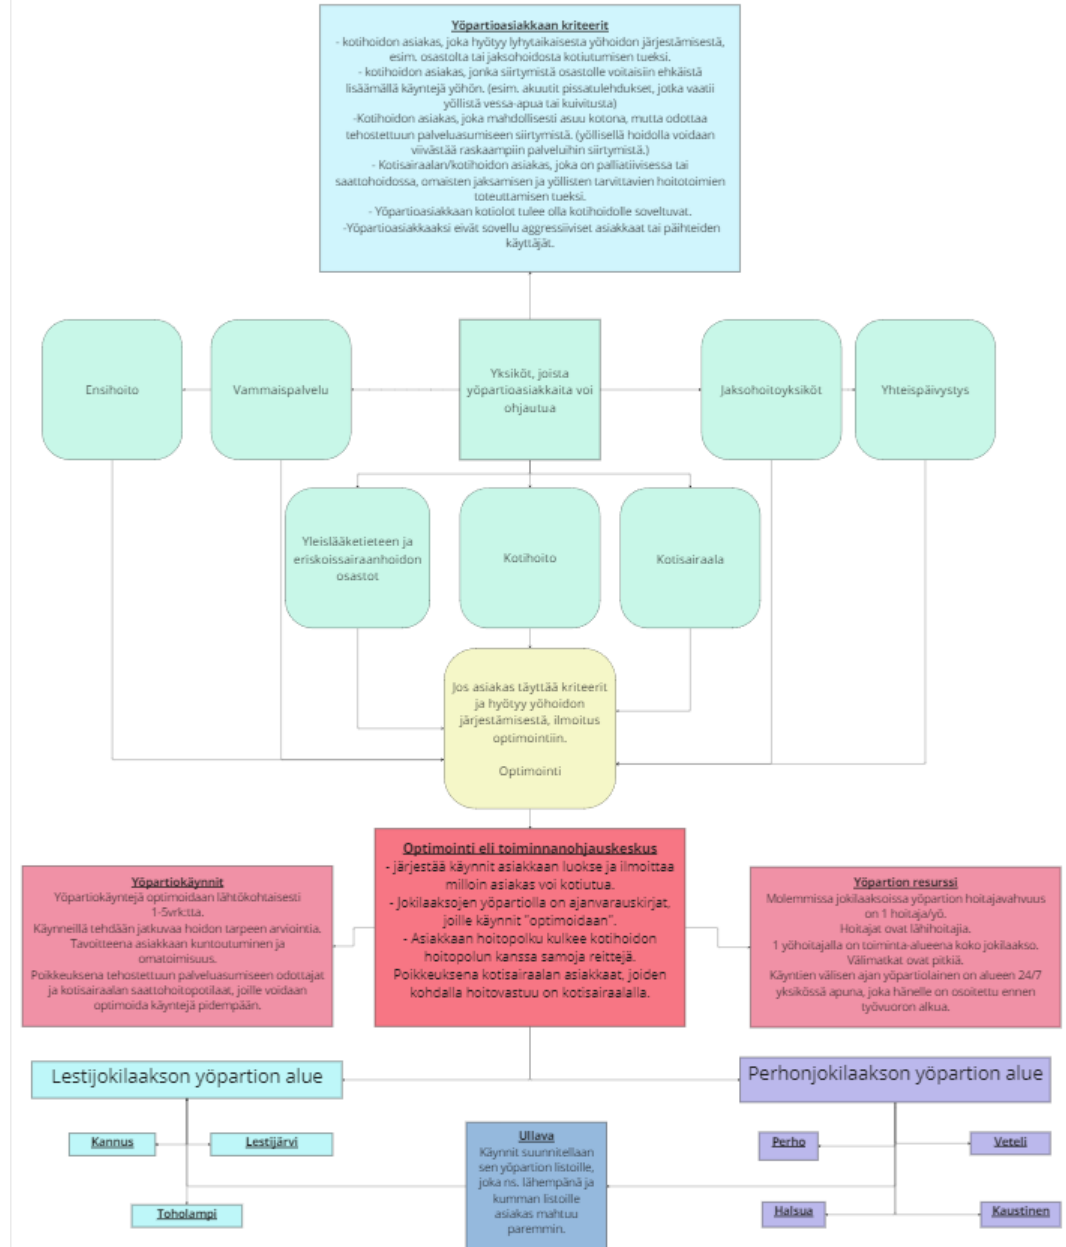 Yöpartioasiakkaan kriteerit
- kotihoidon asiakas, joka hyötyy lyhytaikaisesta yöhoidon järjestämisestä,
esim. osastolta tai jaksohoidosta kotiutumisen tueksi.
- kotihoidon asiakas, jonka siirtymistä osastolle voitaisiin ehkäistä
lisäämällä käyntejä yöhön. (esim. akuutit pissatulehdukset, jotka vaatii
yöllistä vessa-apua tai kuivitusta)
-Kotihoidon asiakas, joka mahdollisesti asuu kotona, mutta odottaa
tehostettuun palveluasumiseen siirtymistä. (yöllisellä hoidolla voidaan
viivästää raskaampiin palveluihin siirtymistä.)
- Kotisairaalan/kotihoidon asiakas, joka on palliatiivisessa tai
saattohoidossa, omaisten jaksamisen ja yöllisten tarvittavien hoitotoimien
toteuttamisen tueksi.
- Yöpartioasiakkaan kotiolot tulee olla kotihoidolle soveltuvat.
-Yöpartioasiakkaaksi eivät sovellu aggressiiviset asiakkaat tai päihteiden
käyttäjät.
Ensihoito
Vammaispalvelu
Yksiköt, joista
yöpartioasiakkaita voi
ohjautua
Jaksohoitoyksiköt
Yhteispäivystys
Yleislääketieteen ja
eriskoissairaanhoidon
osastot
Kotihoito
Kotisairaala
Jos asiakas täyttää kriteerit
ja hyötyy yöhoidon
järjestämisestä, ilmoitus
optimointiin.
Optimointi
Optimointi eli toiminnanohjauskeskus
- järjestää käynnit asiakkaan luokse ja ilmoittaa
milloin asiakas voi kotiutua.
- Jokilaaksojen yöpartiolla on ajanvarauskirjat,
joille käynnit "optimoidaan".
- Asiakkaan hoitopolku kulkee kotihoidon
hoitopolun kanssa samoja reittejä.
Poikkeuksena kotisairaalan asiakkaat, joiden
kohdalla hoitovastuu on kotisairaalalla.
Yöpartiokäynnit
Yöpartiokäyntejä optimoidaan lähtökohtaisesti
1-5vrk:tta.
Käynneillä tehdään jatkuvaa hoidon tarpeen arviointia.
Tavoitteena asiakkaan kuntoutuminen ja
omatoimisuus.
Poikkeuksena tehostettuun palveluasumiseen odottajat
ja kotisairaalan saattohoitopotilaat, joille voidaan
optimoida käyntejä pidempään.
Yöpartion resurssi
Molemmissa jokilaaksoissa yöpartion hoitajavahvuus
on 1 hoitaja/yö.
Hoitajat ovat lähihoitajia.
1 yöhoitajalla on toiminta-alueena koko jokilaakso.
Välimatkat ovat pitkiä.
Käyntien välisen ajan yöpartiolainen on alueen 24/7
yksikössä apuna, joka hänelle on osoitettu ennen
työvuoron alkua.
Lestijokilaakson yöpartion alue
Perhonjokilaakson yöpartion alue
Kannus
Lestijärvi
Toholampi
Ullava
Käynnit suunnitellaan
sen yöpartion listoille,
joka ns. lähempänä ja
kumman listoille
asiakas mahtuu
paremmin.
Perho
Veteli
Halsua
Kaustinen